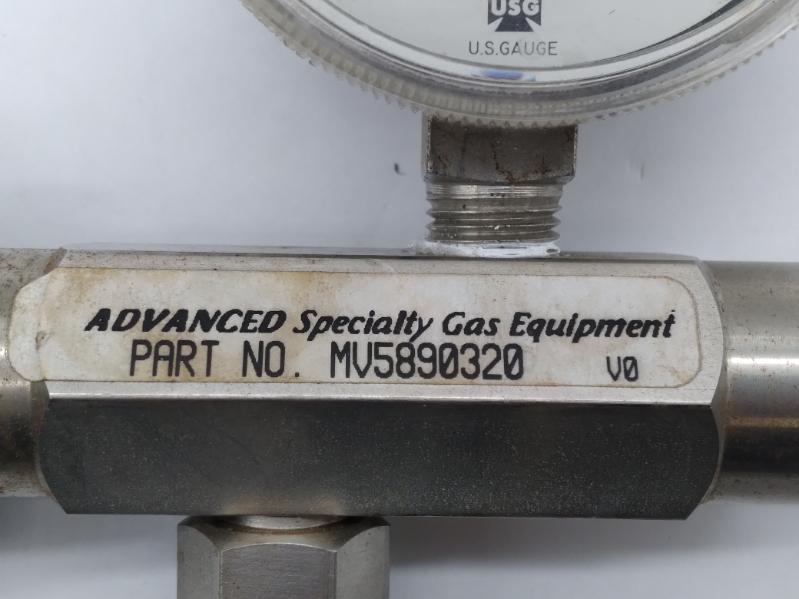 USG
U.S.GAUGE
ADVANCED Specialty Gas Equipment
PART NO. MV5890320 V0